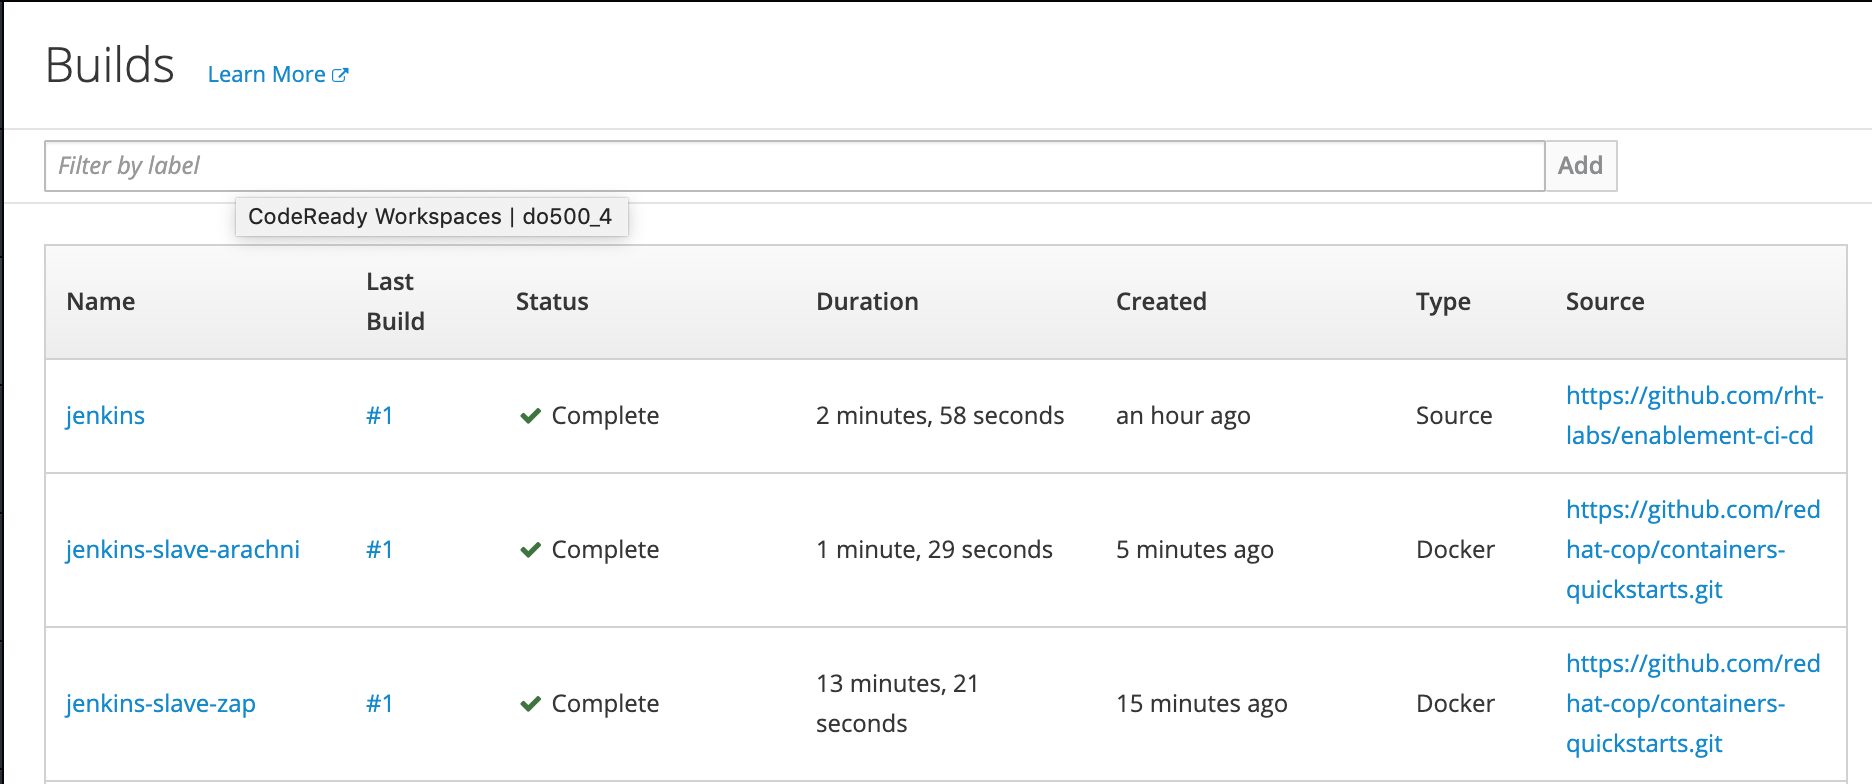 Builds Learn More
Filter by label Add
CodeReady Workspaces | do500_4
Name Last Build Status Duration Created Type Source
jenkins #1 Complete 2 minutes, 58 seconds an hour ago Source https://github.com/rht-
labs/enablement-ci-cd
jenkins-slave-arachni #1 Complete 1 minute, 29 seconds 5 minutes ago Docker https://github.com/red
hat-cop/containers-
quickstarts.git
jenkins-slave-zap #1 Complete 13 minutes, 21 seconds 15 minutes ago Docker https://github.com/red
hat-cop/containers-
quickstarts.git